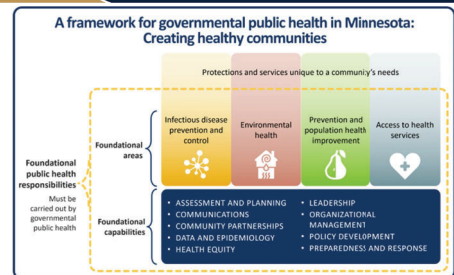 A framework for governmental public health in Minnesota:
Creating healthy communities
Protections and services unique to a community's needs
Infectious disease
prevention and
control
Environmental
health
Prevention and
population health
improvement
Access to health
services
Foundational
areas
Foundational
public health
responsibilities
Must be
carried out by
governmental
public health
Foundational
capabilities
• ASSESSMENT AND PLANNING
• COMMUNICATIONS
• COMMUNITY PARTNERSHIPS
• DATA AND EPIDEMIOLOGY
• HEALTH EQUITY
• LEADERSHIP
• ORGANIZATIONAL
MANAGEMENT
• POLICY DEVELOPMENT
• PREPAREDNESS AND RESPONSE